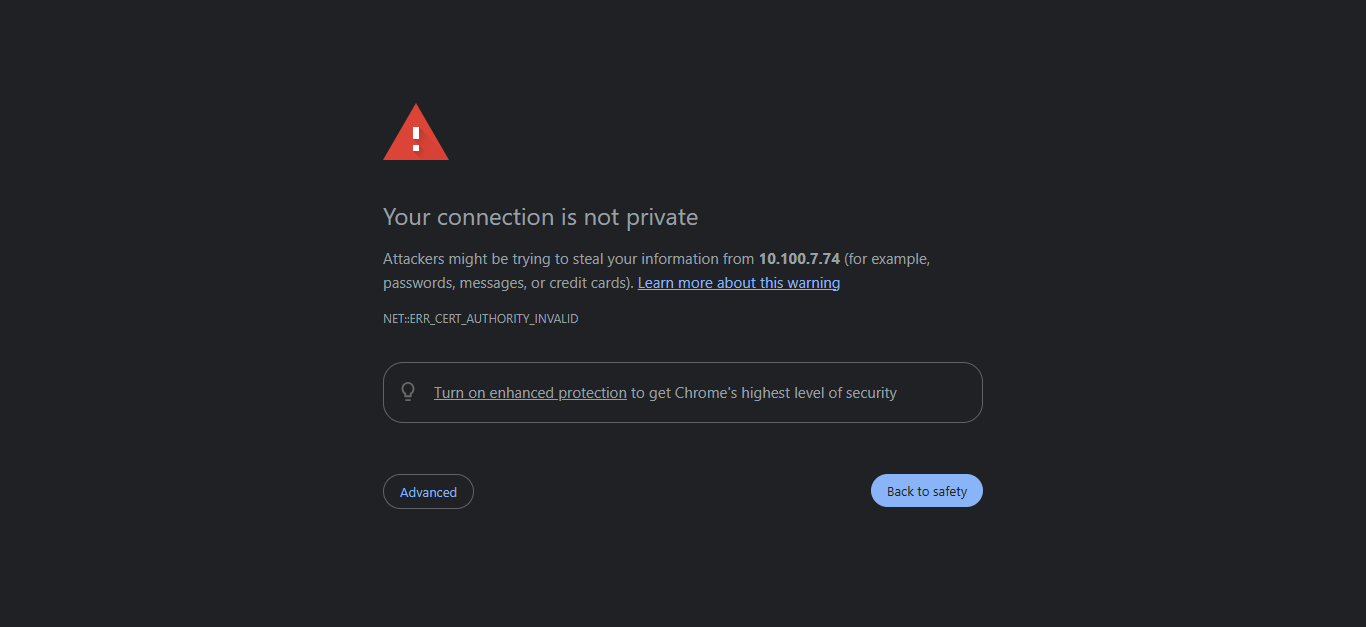 Your connection is not private
Attackers might be trying to steal your information from 10.100.7.74 (for example,
passwords, messages, or credit cards). Learn more about this warning
NET::ERR_CERT_AUTHORITY_INVALID
Turn on enhanced protection to get Chrome's highest level of security
Advanced
Back to safety